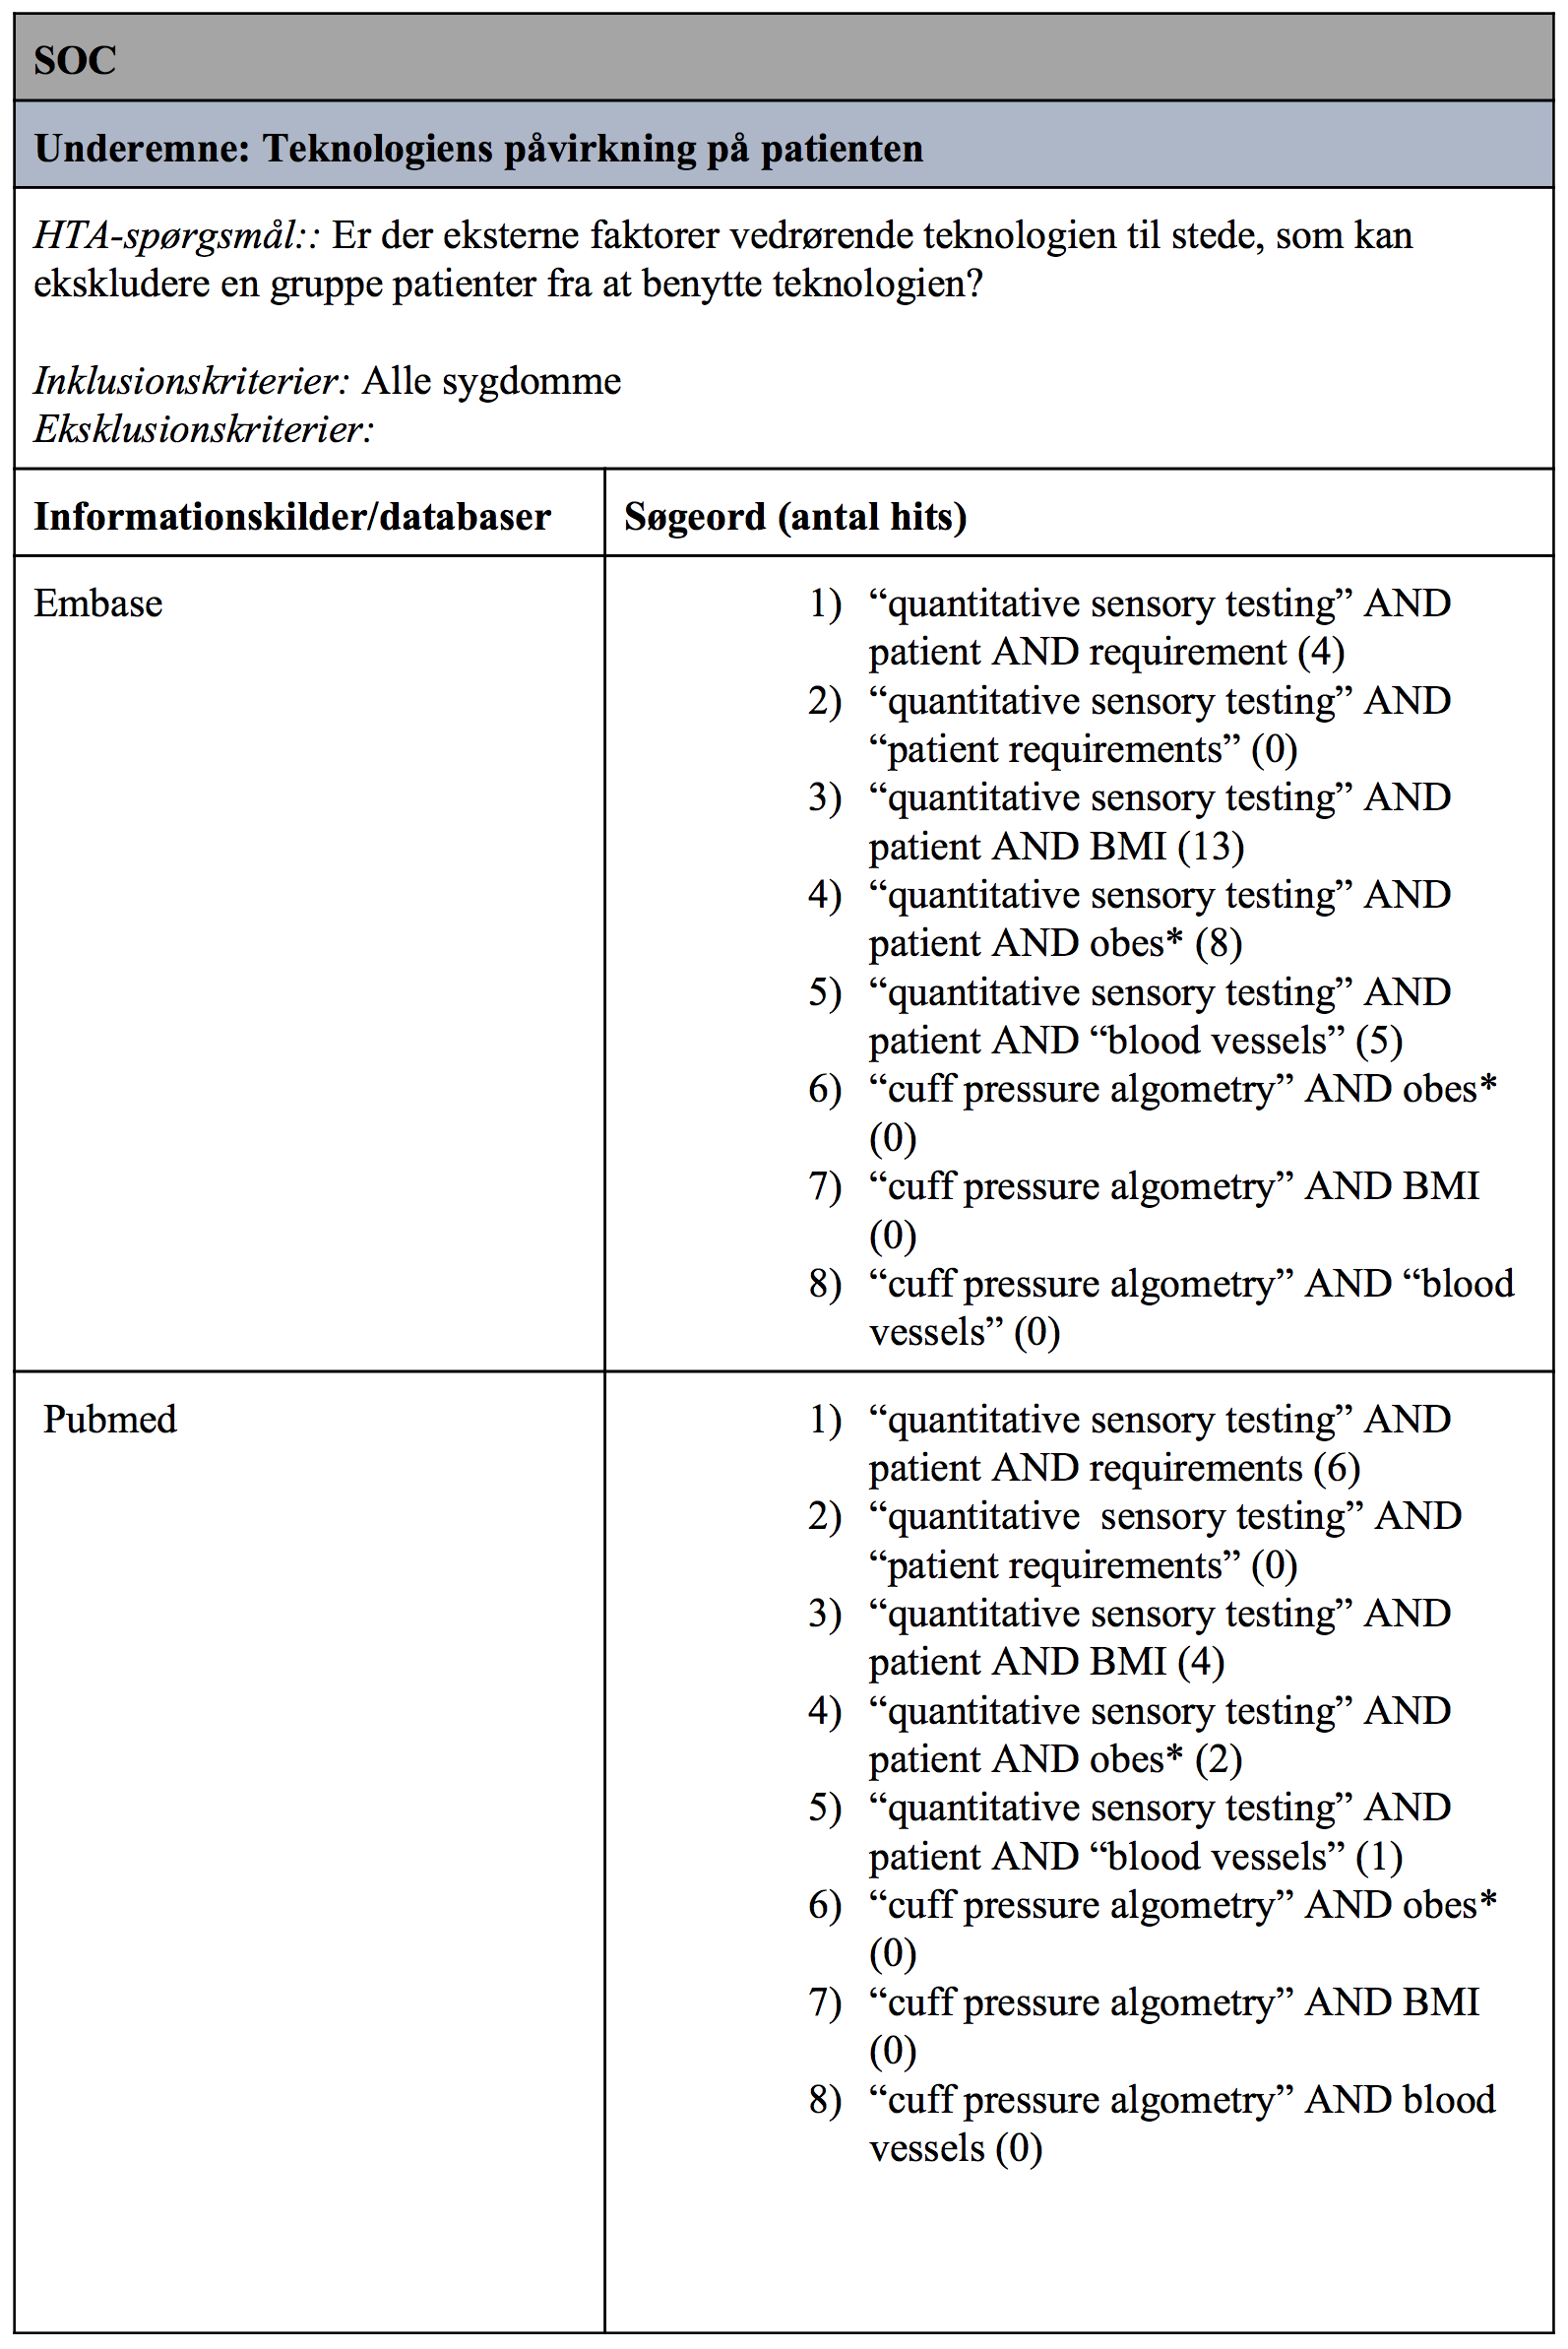 SOC
Underemne: Teknologiens påvirkning på patienten
HTA-spørgsmål:: Er der eksterne faktorer vedrørende teknologien til stede, som kan
ekskludere en gruppe patienter fra at benytte teknologien?
Inklusionskriterier: Alle sygdomme
Eksklusionskriterier:
Informationskilder/databaser
Søgeord (antal hits)
Embase
1) “quantitative sensory testing” AND
patient AND requirement (4)
2) “quantitative sensory testing” AND
“patient requirements” (0)
3) “quantitative sensory testing” AND
patient AND BMI (13)
4) “quantitative sensory testing” AND
patient AND obes* (8)
5) “quantitative sensory testing” AND
patient AND “blood vessels” (5)
6) “cuff pressure algometry” AND obes*
(0)
7) “cuff pressure algometry” AND BMI
(0)
8) “cuff pressure algometry” AND “blood
vessels” (0)
Pubmed
1) “quantitative sensory testing” AND
patient AND requirements (6)
2) “quantitative  sensory testing” AND
“patient requirements” (0)
3) “quantitative sensory testing” AND
patient AND BMI (4)
4) “quantitative sensory testing” AND
patient AND obes* (2)
5) “quantitative sensory testing” AND
patient AND “blood vessels” (1)
6) “cuff pressure algometry” AND obes*
(0)
7) “cuff pressure algometry” AND BMI
(0)
8) “cuff pressure algometry” AND blood
vessels (0)